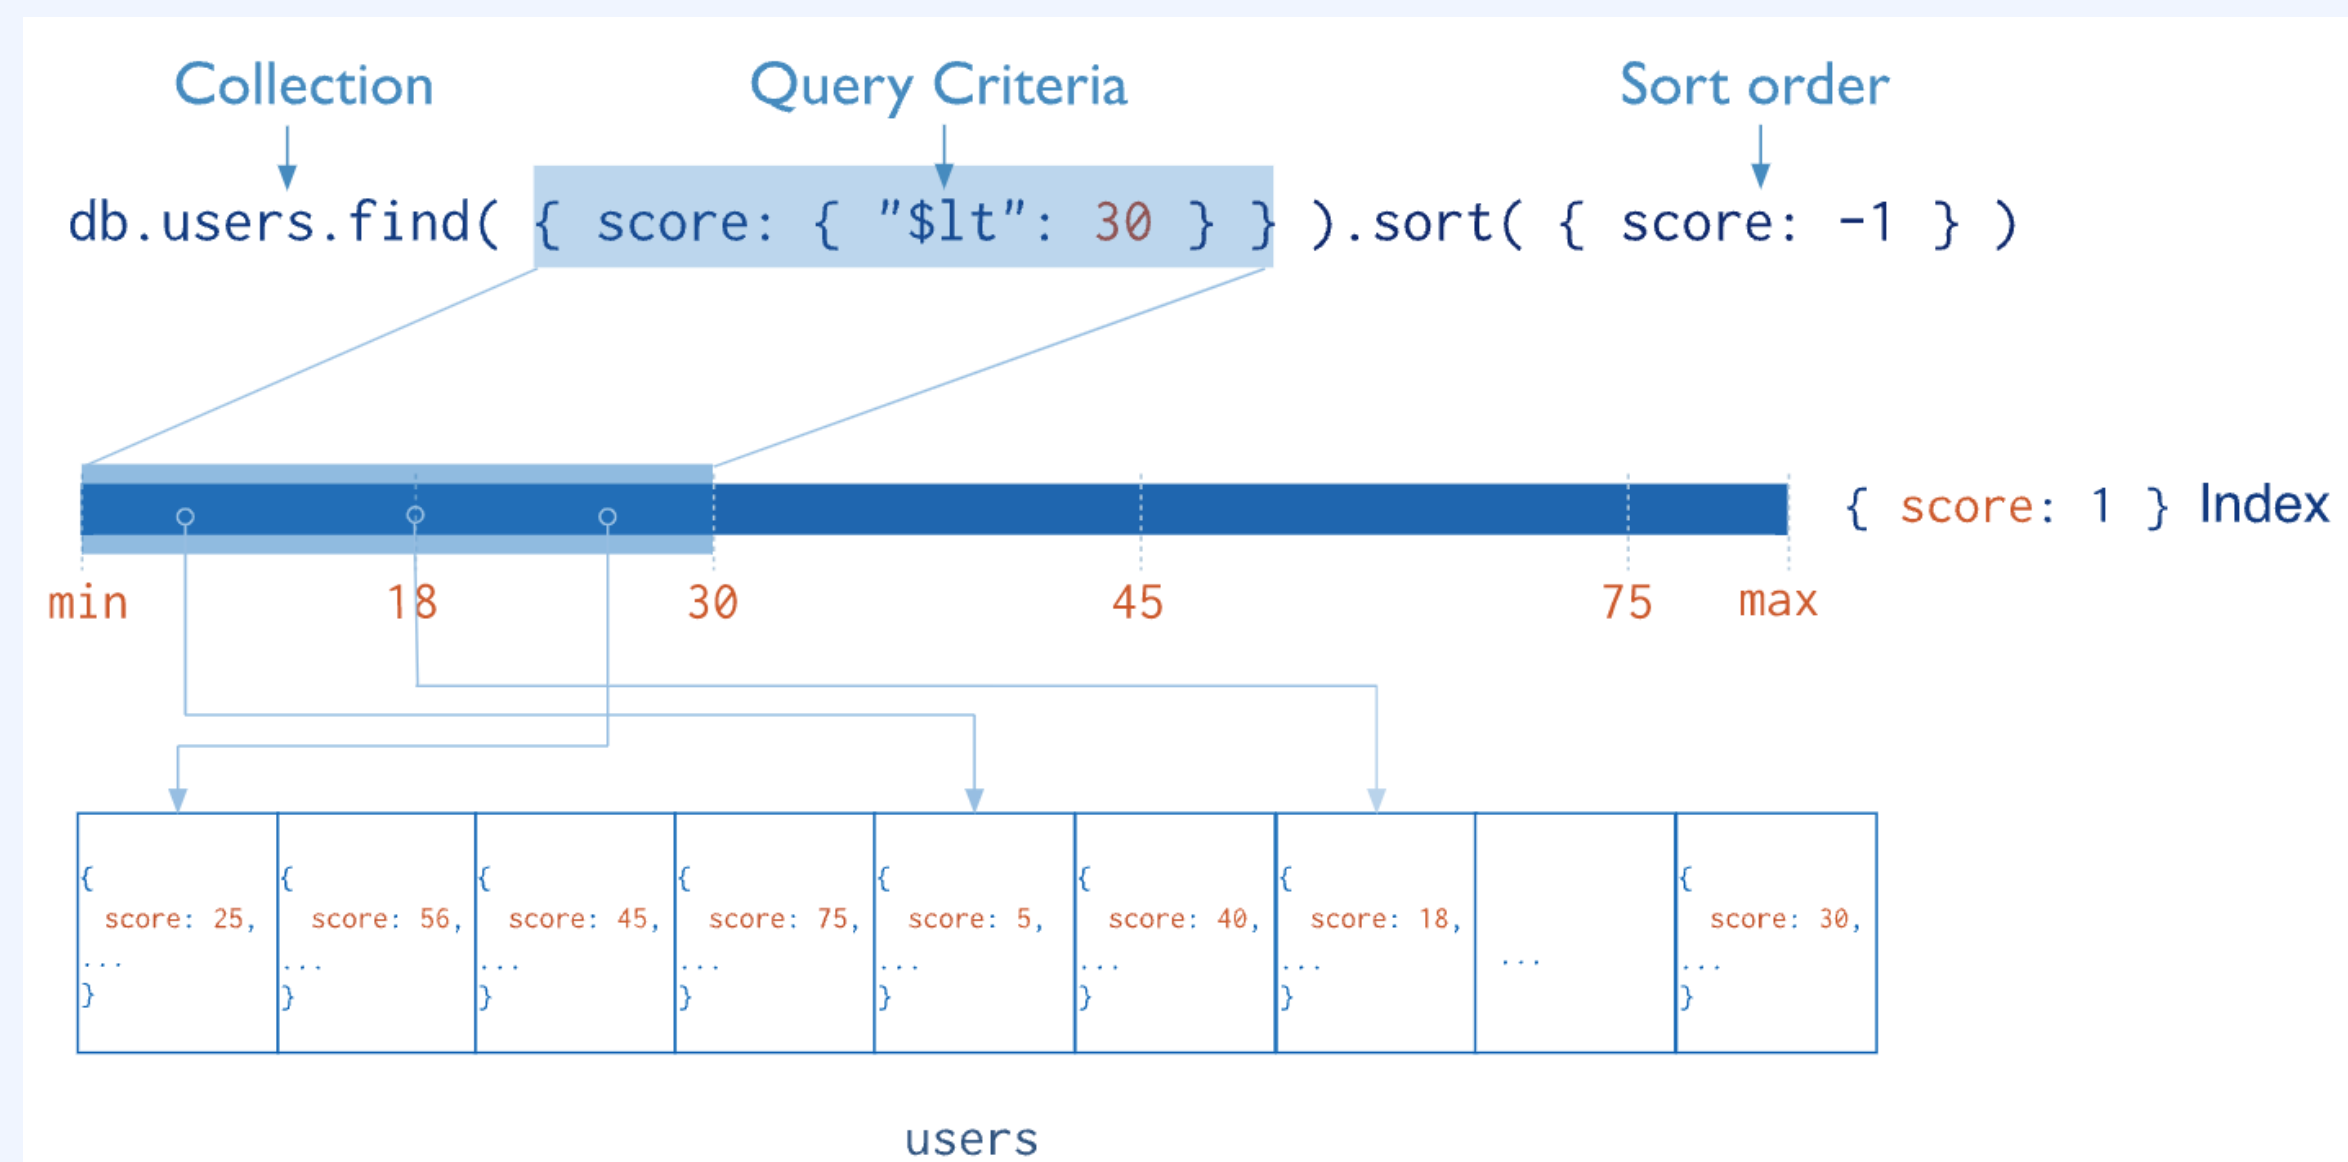 Collection Query Criteria Sort order
db.users.find( { score: { "$lt": 30 } } ).sort( { score: -1 } )
{ score: 1 } Index
min 18 30 45 75 max
{ { { { { { { {
score: 25, score: 56, score: 45, score: 75, score: 5, score: 40, score: 18, score: 30,
... ... ... ... ... ... ... ... ...
} } } } } } } }
users